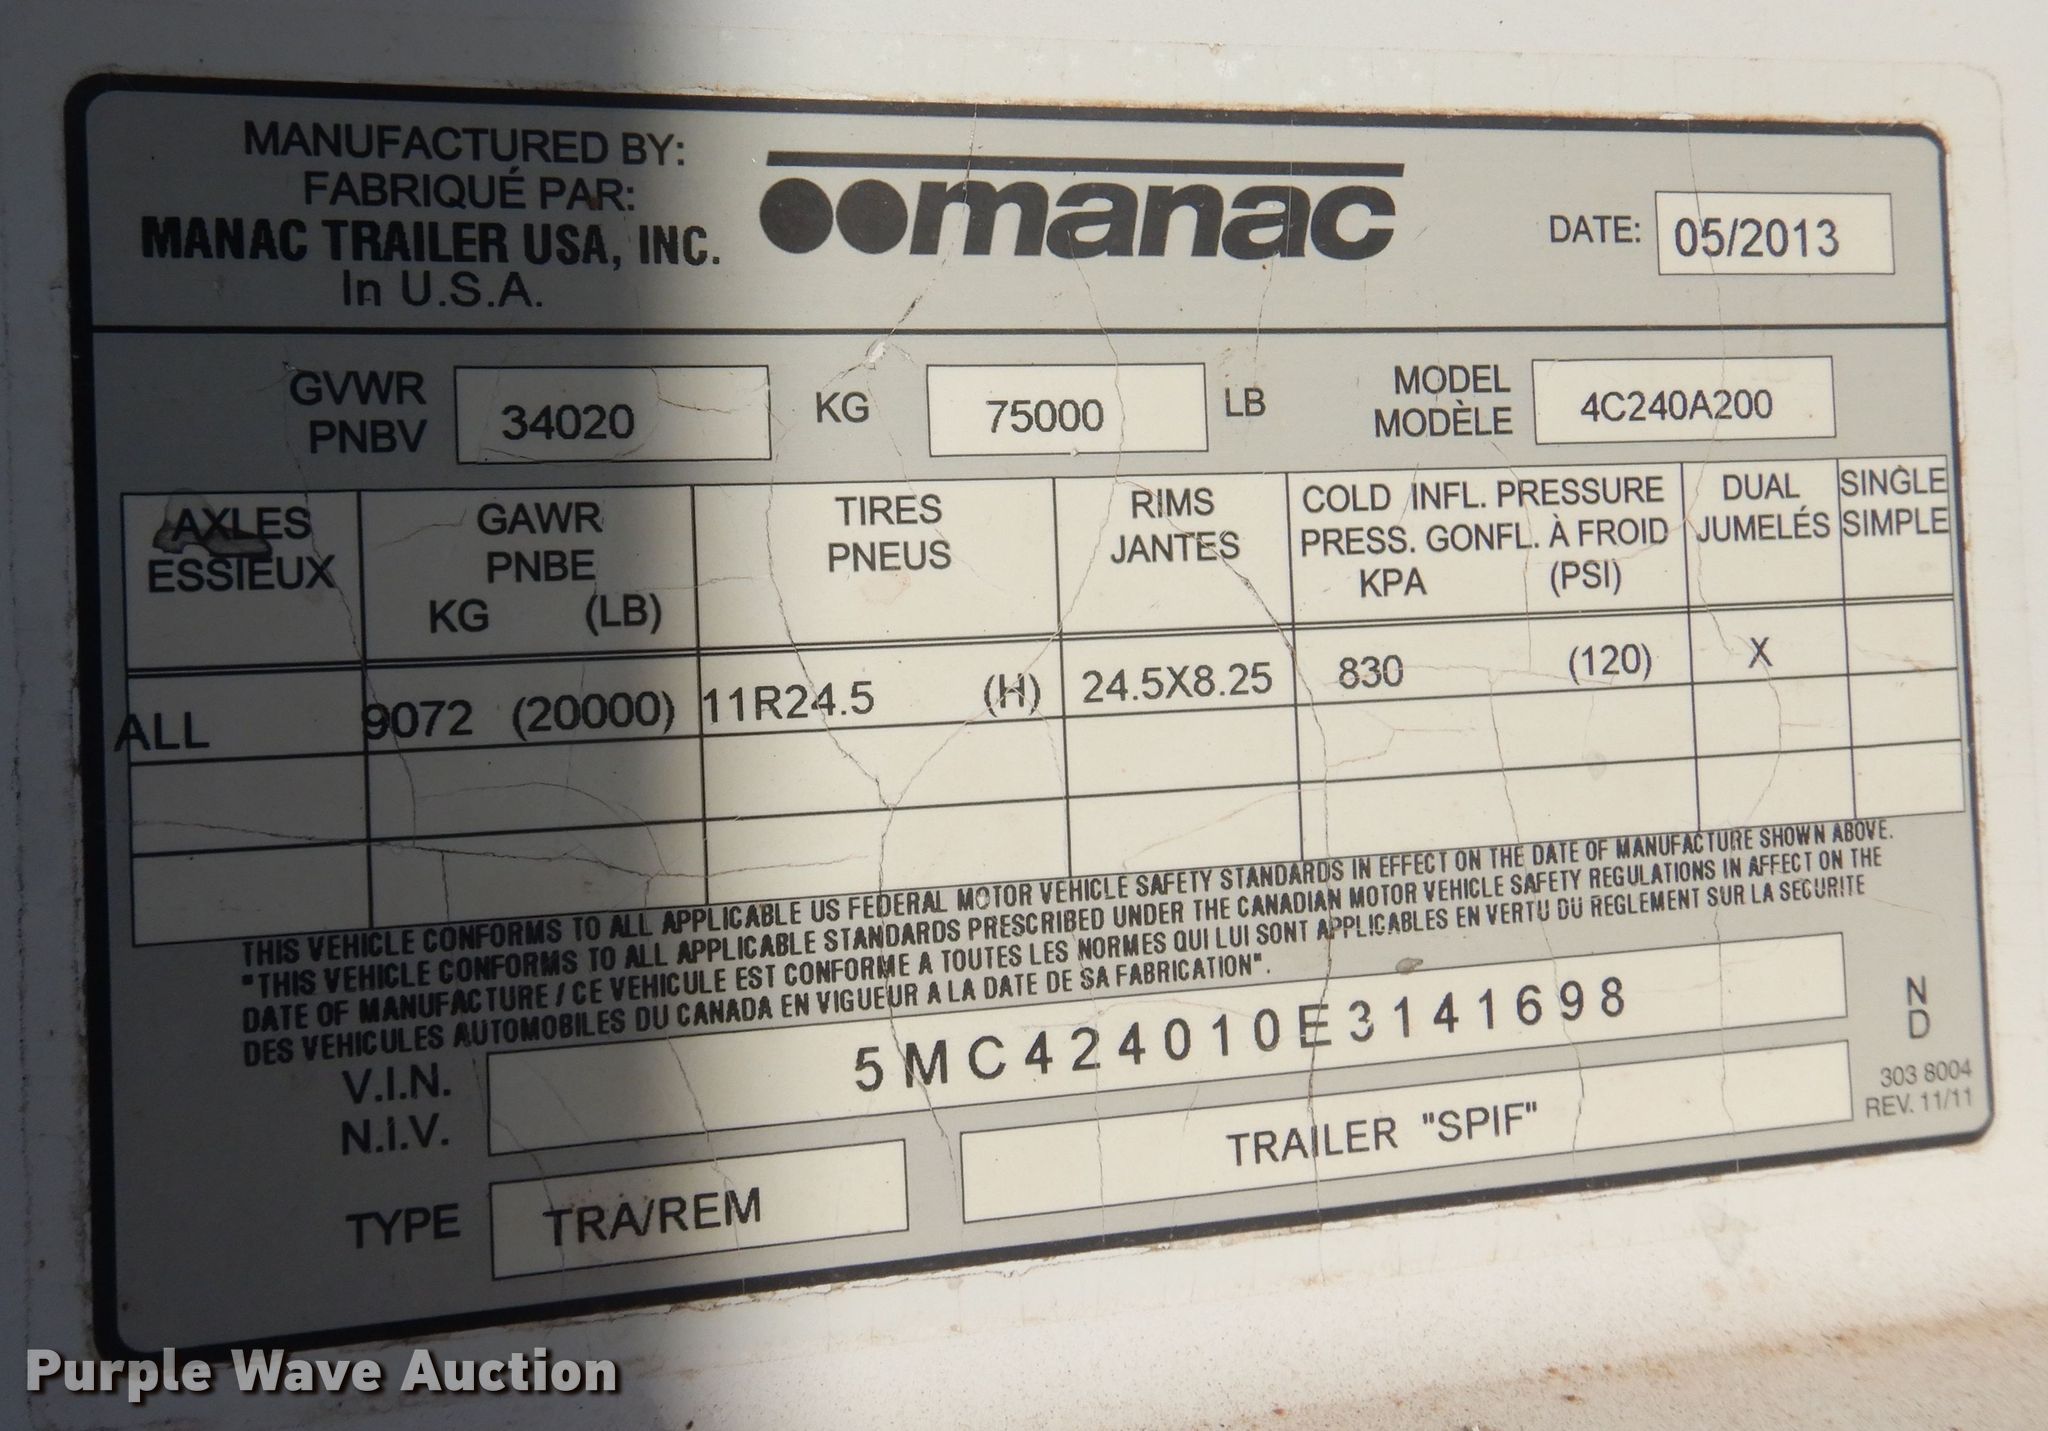 MANUFACTURED BY:
FABRIQUÉ PAR:
MANAC TRAILER USA, INC.
In U.S.A.
manac
DATE: 05/2013
GVWR
PNBV
34020 KG 75000 LB
MODEL
MODÈLE
4C240A200
AXLES
ESSIEUX
GAWR
PNBE
KG (LB)
TIRES
PNEUS
RIMS
JANTES
COLD INFL. PRESSURE
PRESS. GONFL. À FROID
KPA (PSI)
DUAL
JUMELÉS
SINGLE
SIMPLE
ALL 9072 (20000) 11R24.5 (H) 24.5X8.25 830 (120) X
THIS VEHICLE CONFORMS TO ALL APPLICABLE US FEDERAL MOTOR VEHICLE SAFETY STANDARDS IN EFFECT ON THE DATE OF MANUFACTURE SHOWN ABOVE.
"THIS VEHICLE CONFORMS TO ALL APPLICABLE STANDARDS PRESCRIBED UNDER THE CANADIAN MOTOR VEHICLE SAFETY REGULATIONS IN AFFECT ON THE
DATE OF MANUFACTURE / CE VEHICULE EST CONFORME A TOUTES LES NORMES QUI LUI SONT APPLICABLES EN VERTU DU REGLEMENT SUR LA SECURITE
DES VEHICULES AUTOMOBILES DU CANADA EN VIGUEUR A LA DATE DE SA FABRICATION".
V.I.N.
N.I.V.
5MC424010E3141698
N
D
303 8004
REV. 11/11
TYPE TRA/REM TRAILER "SPIF"
Purple Wave Auction